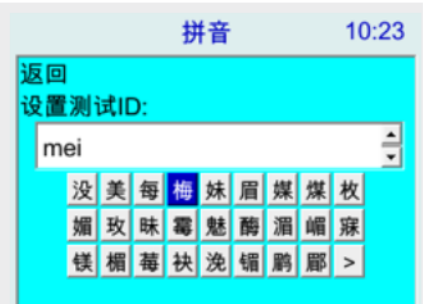 拼音 10:23
返回
设置测试ID:
mei
没 美 每 梅 妹 眉 媒 煤 枚
媚 玫 昧 霉 魅 酶 湄 嵋 寐
镁 楣 莓 袂 浼 镅 鹛 郿 >